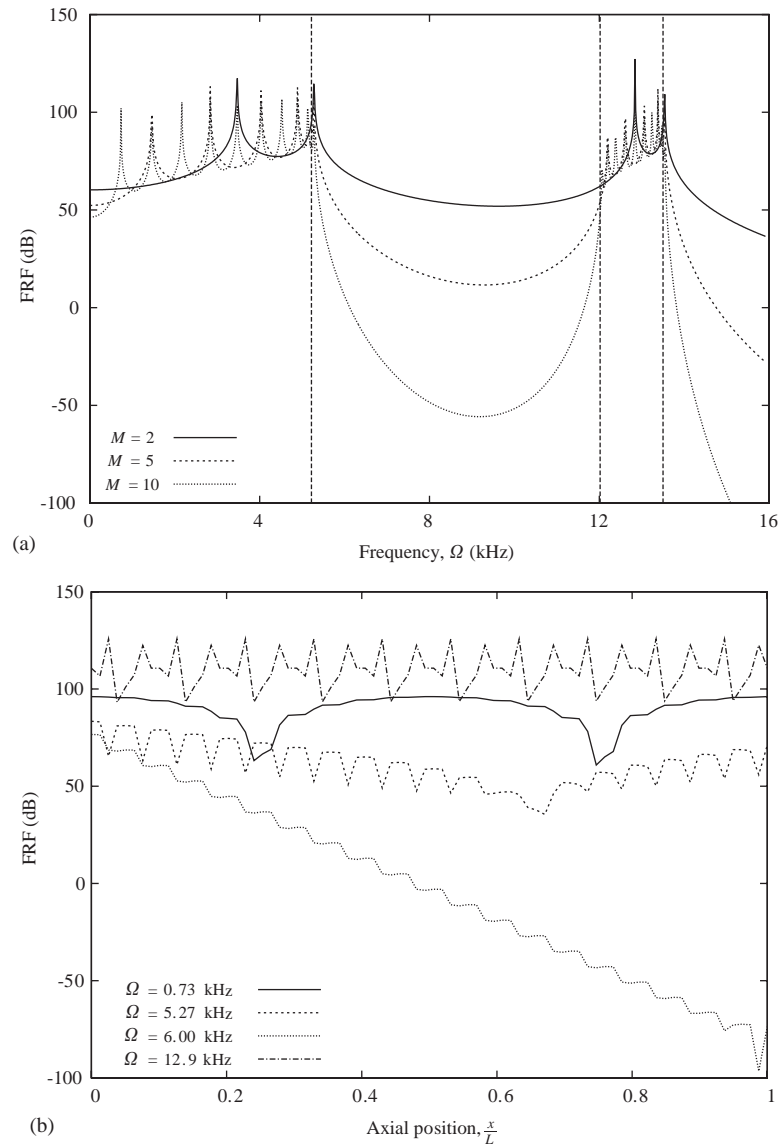 150
100
50
0
-50
-100
FRF (dB)
M = 2
M = 5
M = 10
0
4
8
12
16
Frequency, Ω (kHz)
(a)
150
100
50
0
-50
-100
FRF (dB)
Ω = 0.73 kHz
Ω = 5.27 kHz
Ω = 6.00 kHz
Ω = 12.9 kHz
0
0.2
0.4
0.6
0.8
1
Axial position, x/L
(b)